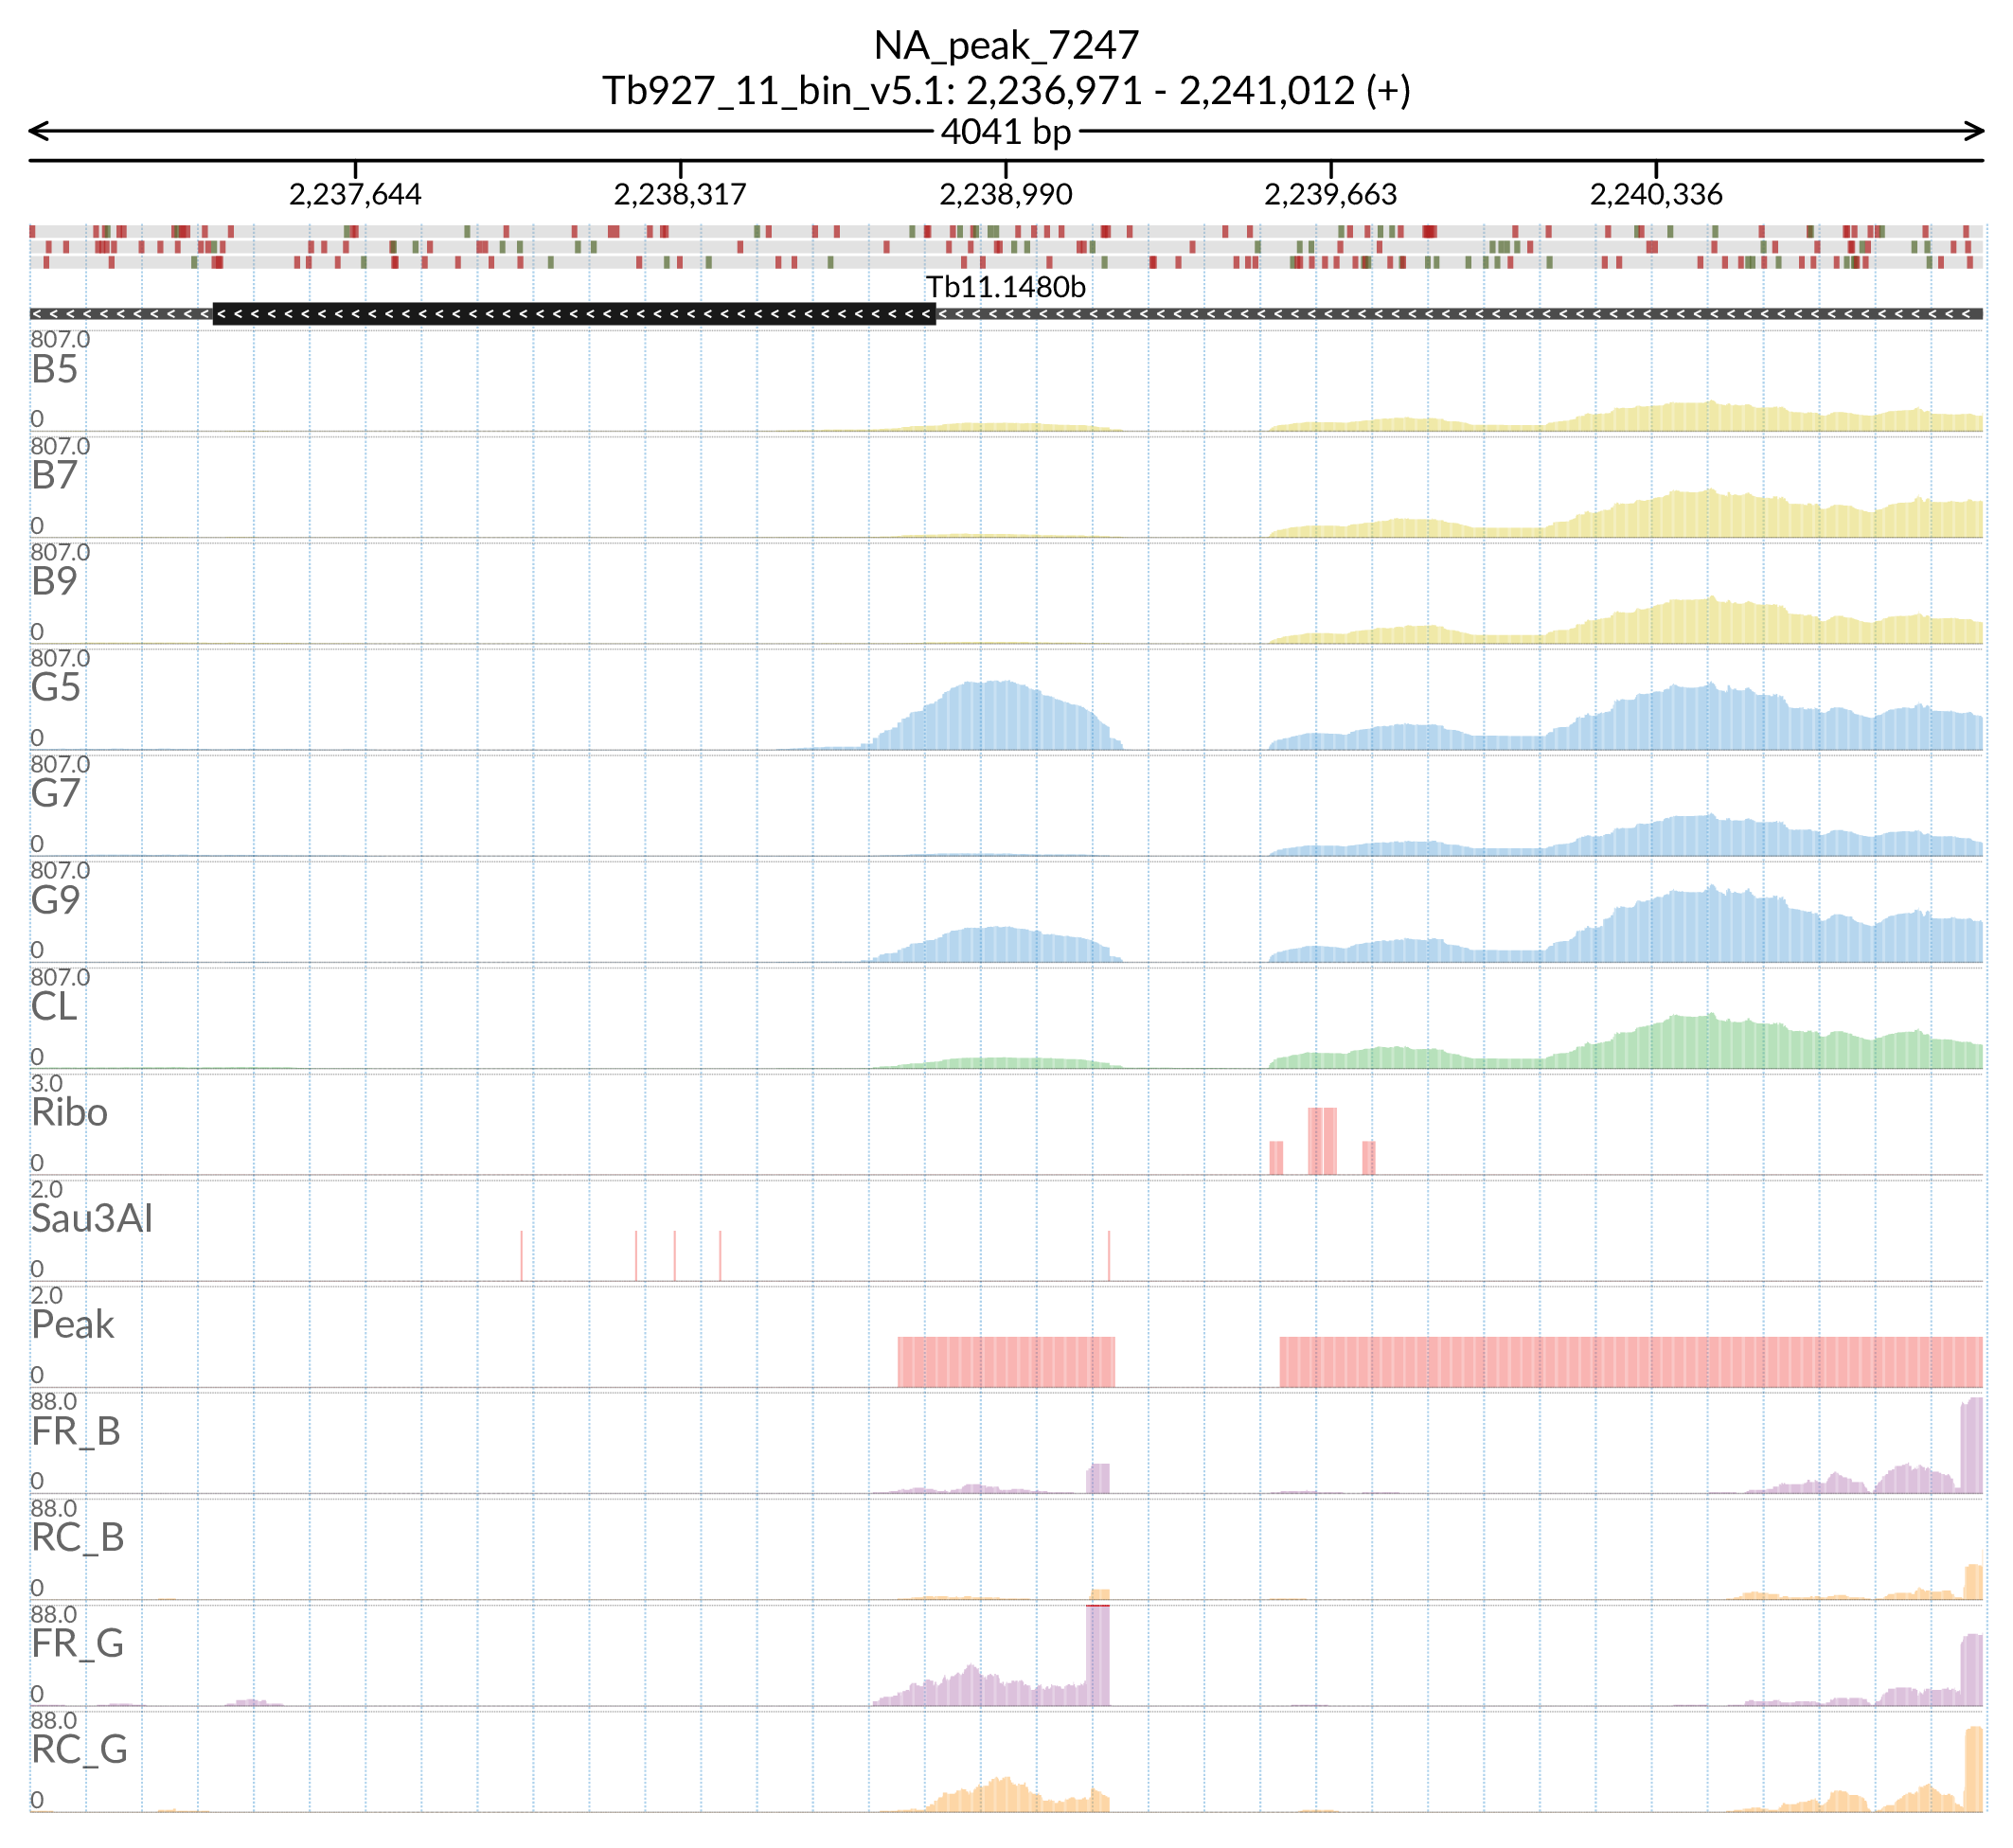 NA_peak_7247
Tb927_11_bin_v5.1: 2,236,971 - 2,241,012 (+)
4041 bp
2,237,644 2,238,317 2,238,990 2,239,663 2,240,336
Tb11.1480b
807.0
B5
0
807.0
B7
0
807.0
B9
0
807.0
G5
0
807.0
G7
0
807.0
G9
0
807.0
CL
0
3.0
Ribo
0
2.0
Sau3AI
0
2.0
Peak
0
88.0
FR_B
0
88.0
RC_B
0
88.0
FR_G
0
88.0
RC_G
0